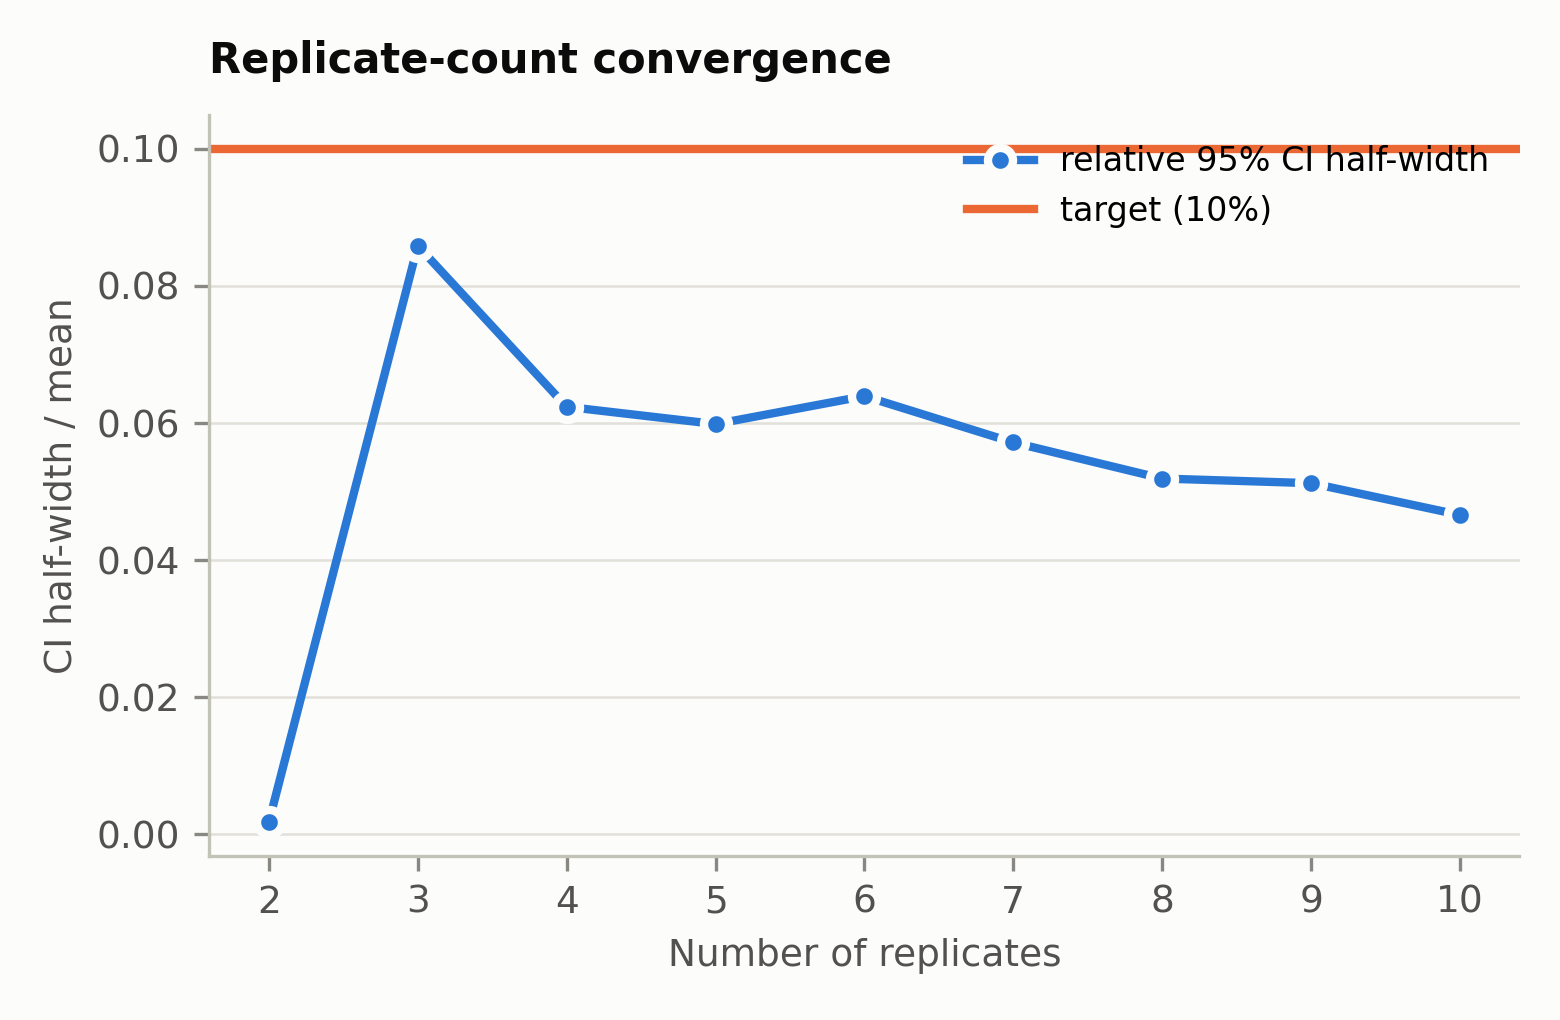 Replicate-count convergence
relative 95% CI half-width
target (10%)
CI half-width / mean
0.10
0.08
0.06
0.04
0.02
0.00
2 3 4 5 6 7 8 9 10
Number of replicates